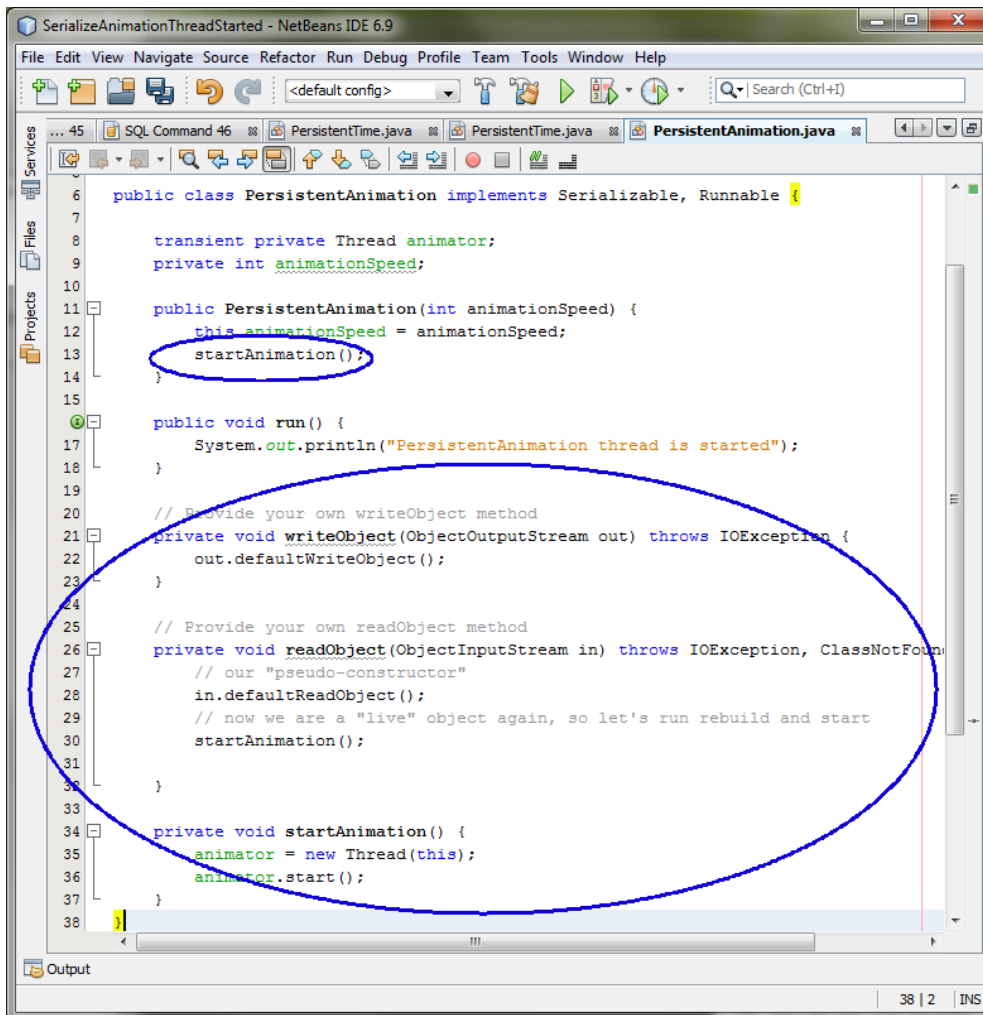 SerializeAnimationThreadStarted - NetBeans IDE 6.9
File Edit View Navigate Source Refactor Run Debug Profile Team Tools Window Help
<default config>
Search (Ctrl+I)
... 45 SQL Command 46 PersistentTime.java PersistentTime.java PersistentAnimation.java
Services
Files
Projects
6 public class PersistentAnimation implements Serializable, Runnable {
7
8 transient private Thread animator;
9 private int animationSpeed;
10
11 public PersistentAnimation(int animationSpeed) {
12 this.animationSpeed = animationSpeed;
13 startAnimation();
14 }
15
public void run() {
17 System.out.println("PersistentAnimation thread is started");
18 }
19
20 // Provide your own writeObject method
21 private void writeObject(ObjectOutputStream out) throws IOException {
22 out.defaultWriteObject();
23 }
24
25 // Provide your own readObject method
26 private void readObject(ObjectInputStream in) throws IOException, ClassNotFoun
27 // our "pseudo-constructor"
28 in.defaultReadObject();
29 // now we are a "live" object again, so let's run rebuild and start
30 startAnimation();
31
32 }
33
34 private void startAnimation() {
35 animator = new Thread(this);
36 animator.start();
37 }
38 }
Output
38 | 2 INS